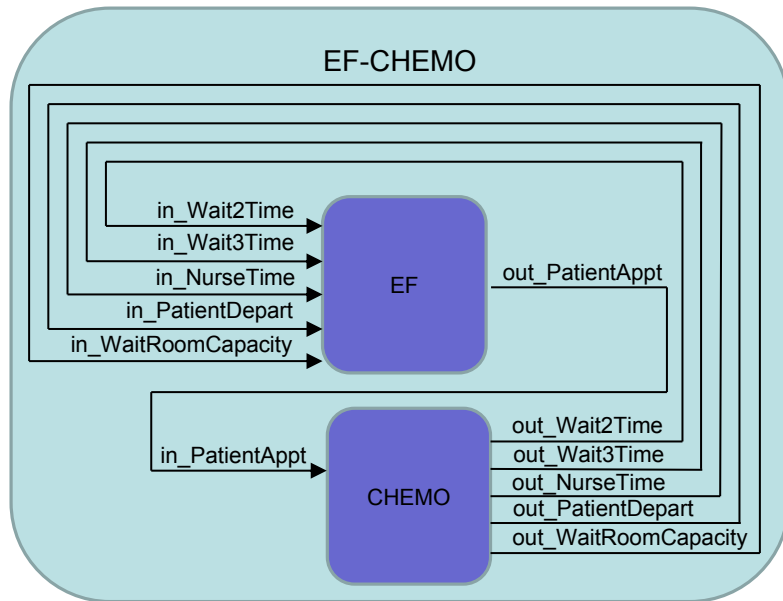 EF-CHEMO
in_Wait2Time
in_Wait3Time
in_NurseTime
in_PatientDepart
in_WaitRoomCapacity
EF
out_PatientAppt
in_PatientAppt
CHEMO
out_Wait2Time
out_Wait3Time
out_NurseTime
out_PatientDepart
out_WaitRoomCapacity